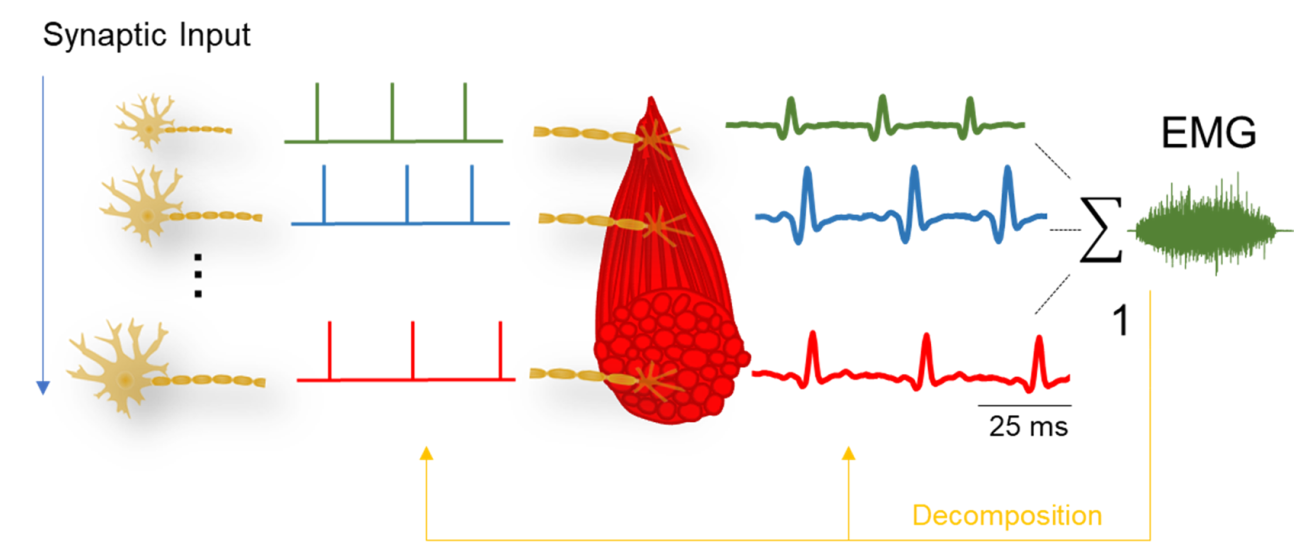 Synaptic Input
EMG
∑
1
25 ms
Decomposition